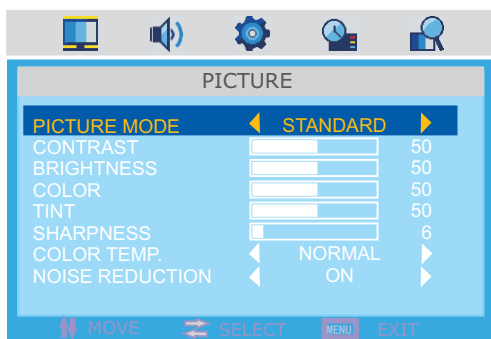 PICTURE
PICTURE MODE STANDARD
CONTRAST 50
BRIGHTNESS 50
COLOR 50
TINT 50
SHARPNESS 6
COLOR TEMP. NORMAL
NOISE REDUCTION ON
MOVE SELECT MENU EXIT